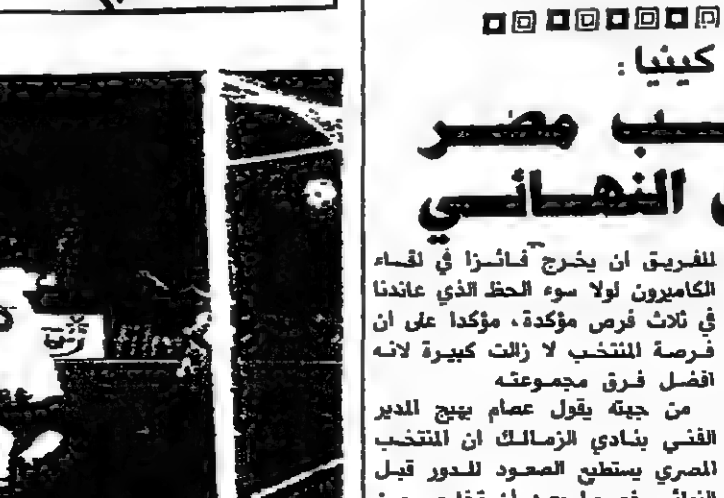 كينيا :
مصر
النهائي
للفريق ان يخرج فائزا في لقاء
الكاميرون لولا سوء الحظ الذي عاندنا
في ثلاث فرص مؤكدة، مؤكدا على ان
فرصة المنتخب لا زالت كبيرة لانه
افضل فرق مجموعته
من جهته يقول عصام بهيج المدير
الفني بنادي الزمالك ان المنتخب
المصري يستطيع الصعود للدور قبل